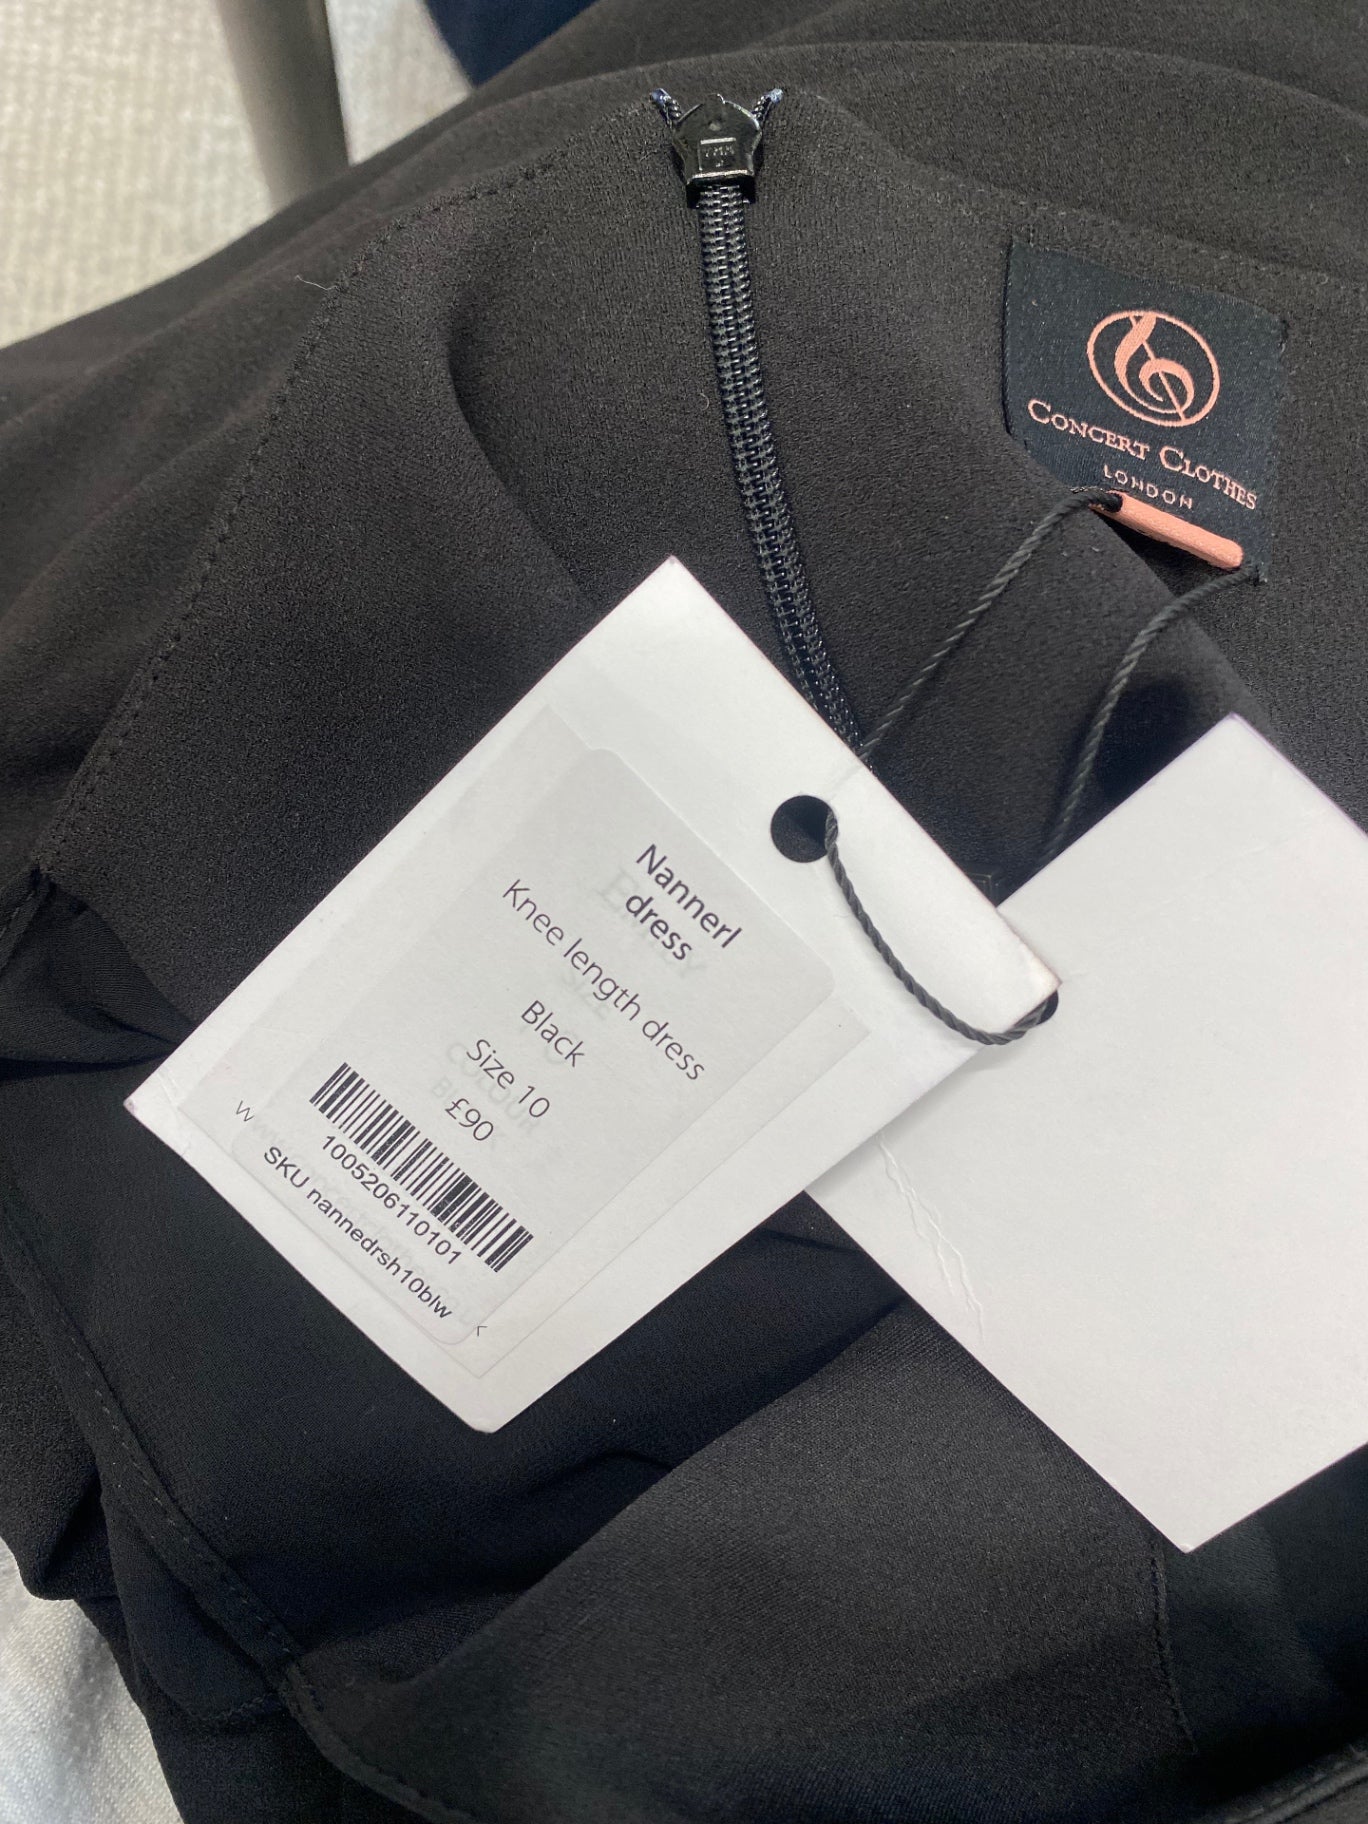 CONCERT CLOTHES
LONDON
Nannerl
dress
Knee length dress
Black
Size 10
£90
1005206110101
SKU nannedrsh10blw